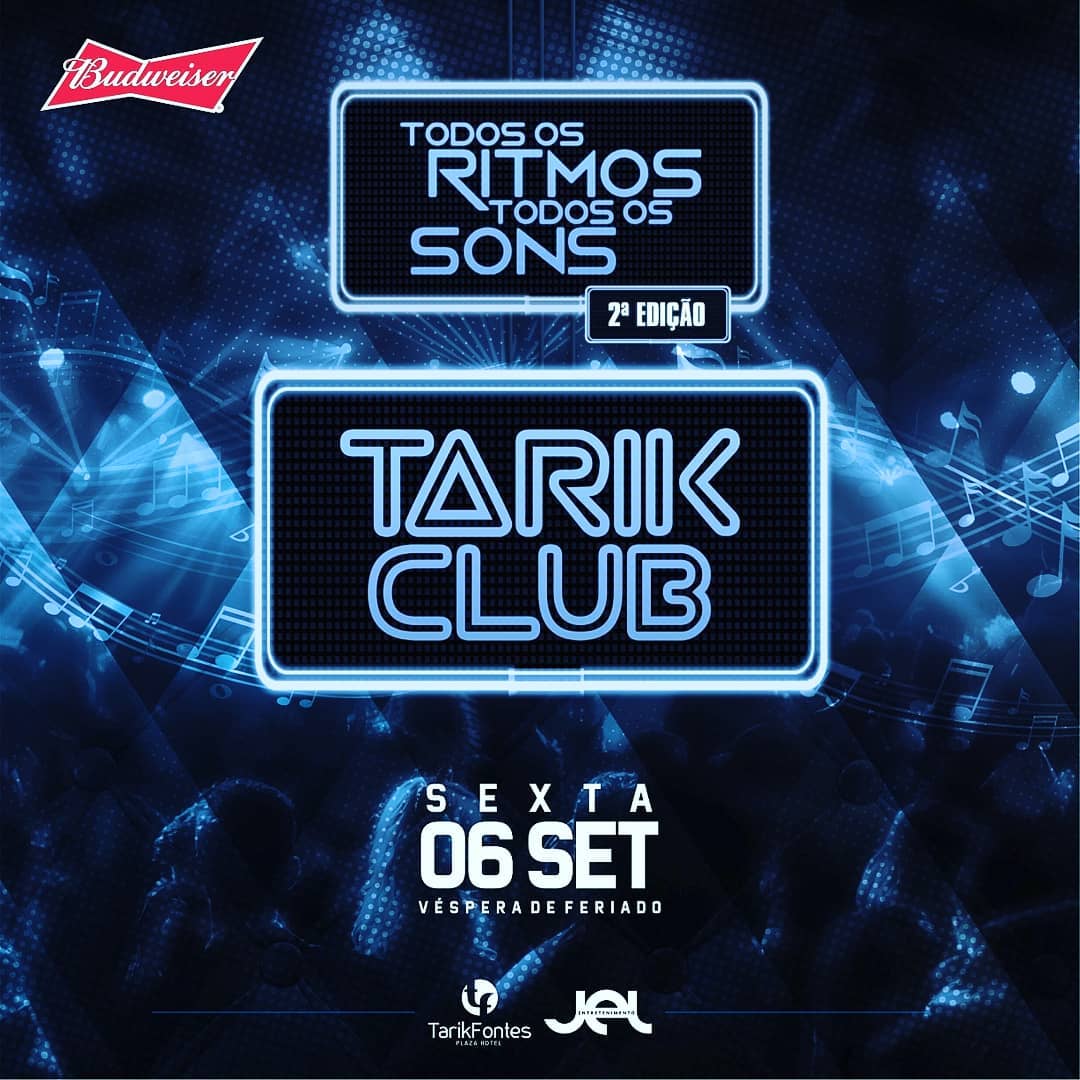 Budweiser
TODOS OS
RITMOS
TODOS OS
SONS
2ª EDIÇÃO
TARIK
CLUB
SEXTA
06 SET
VÉSPERA DE FERIADO
tf
TarikFontes
PLAZA HOTEL
JEL
ENTRETENIMENTO